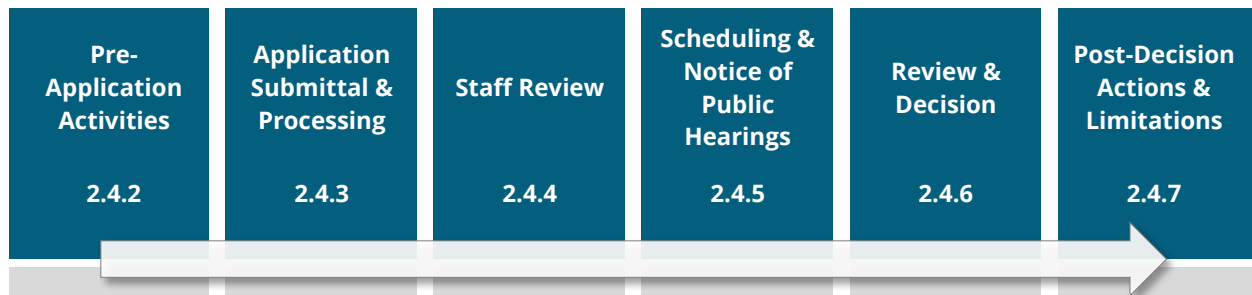 Pre-
Application
Activities
2.4.2
Application
Submittal &
Processing
2.4.3
Staff Review
2.4.4
Scheduling &
Notice of
Public
Hearings
2.4.5
Review &
Decision
2.4.6
Post-Decision
Actions &
Limitations
2.4.7